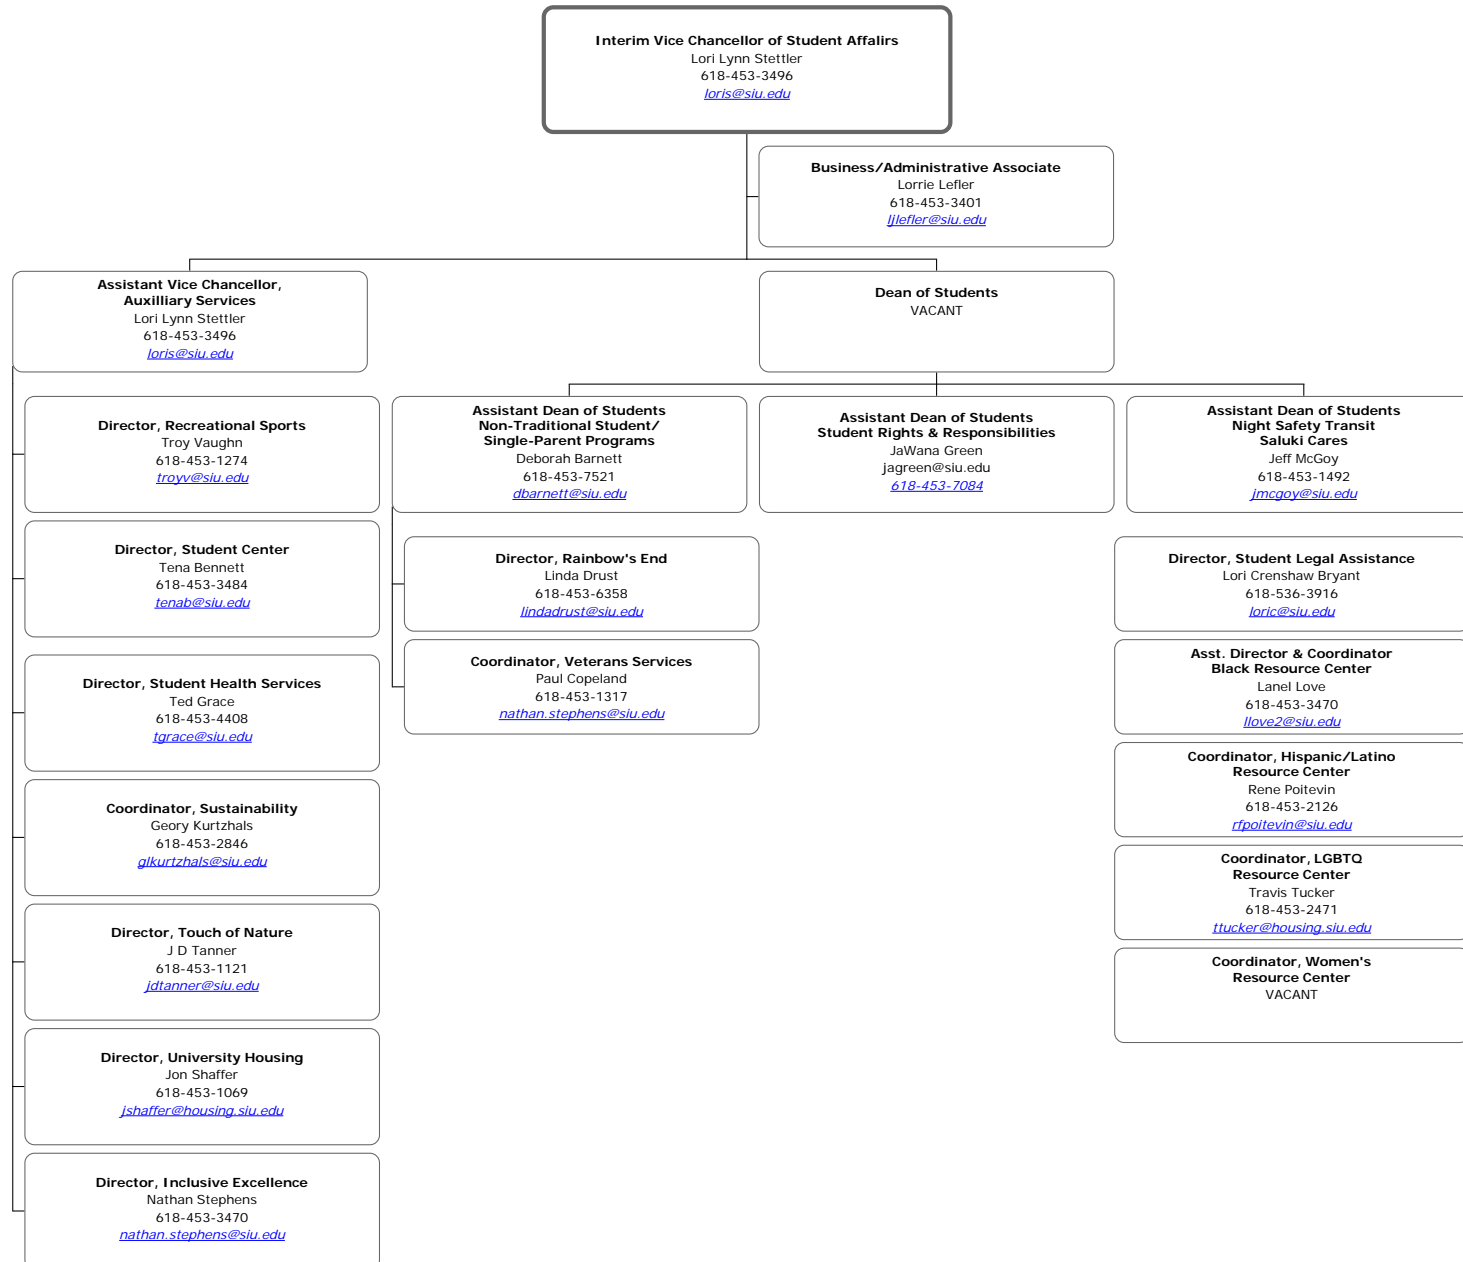 Interim Vice Chancellor of Student Affalirs
Lori Lynn Stettler
618-453-3496
loris@siu.edu
Business/Administrative Associate
Lorrie Lefler
618-453-3401
ljlefler@siu.edu
Assistant Vice Chancellor,
Auxilliary Services
Lori Lynn Stettler
618-453-3496
loris@siu.edu
Dean of Students
VACANT
Director, Recreational Sports
Troy Vaughn
618-453-1274
troyv@siu.edu
Director, Student Center
Tena Bennett
618-453-3484
tenab@siu.edu
Director, Student Health Services
Ted Grace
618-453-4408
tgrace@siu.edu
Coordinator, Sustainability
Geory Kurtzhals
618-453-2846
glkurtzhals@siu.edu
Director, Touch of Nature
J D Tanner
618-453-1121
jdtanner@siu.edu
Director, University Housing
Jon Shaffer
618-453-1069
jshaffer@housing.siu.edu
Director, Inclusive Excellence
Nathan Stephens
618-453-3470
nathan.stephens@siu.edu
Assistant Dean of Students
Non-Traditional Student/
Single-Parent Programs
Deborah Barnett
618-453-7521
dbarnett@siu.edu
Director, Rainbow's End
Linda Drust
618-453-6358
lindadrust@siu.edu
Coordinator, Veterans Services
Paul Copeland
618-453-1317
nathan.stephens@siu.edu
Assistant Dean of Students
Student Rights & Responsibilities
JaWana Green
jagreen@siu.edu
618-453-7084
Assistant Dean of Students
Night Safety Transit
Saluki Cares
Jeff McGoy
618-453-1492
jmcgoy@siu.edu
Director, Student Legal Assistance
Lori Crenshaw Bryant
618-536-3916
loric@siu.edu
Asst. Director & Coordinator
Black Resource Center
Lanel Love
618-453-3470
llove2@siu.edu
Coordinator, Hispanic/Latino
Resource Center
Rene Poitevin
618-453-2126
rfpoitevin@siu.edu
Coordinator, LGBTQ
Resource Center
Travis Tucker
618-453-2471
ttucker@housing.siu.edu
Coordinator, Women's
Resource Center
VACANT